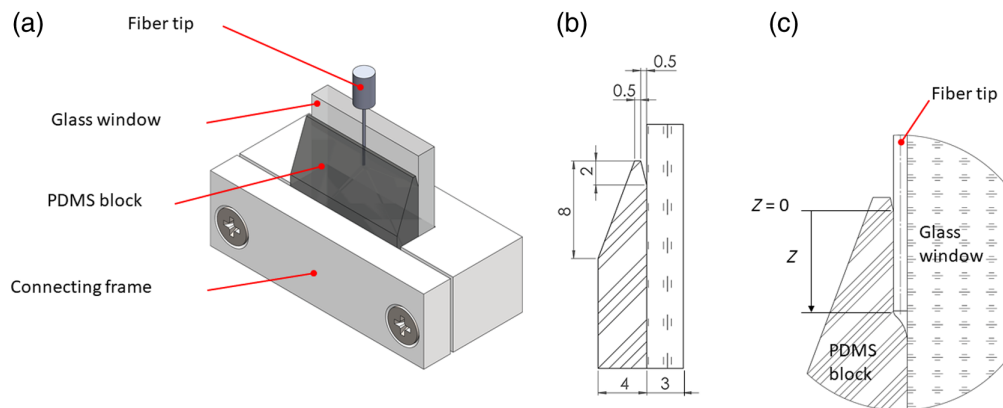 (a)
Fiber tip
Glass window
PDMS block
Connecting frame
(b)
0.5
0.5
2
8
4
3
(c)
Fiber tip
Z = 0
Z
Glass
window
PDMS
block